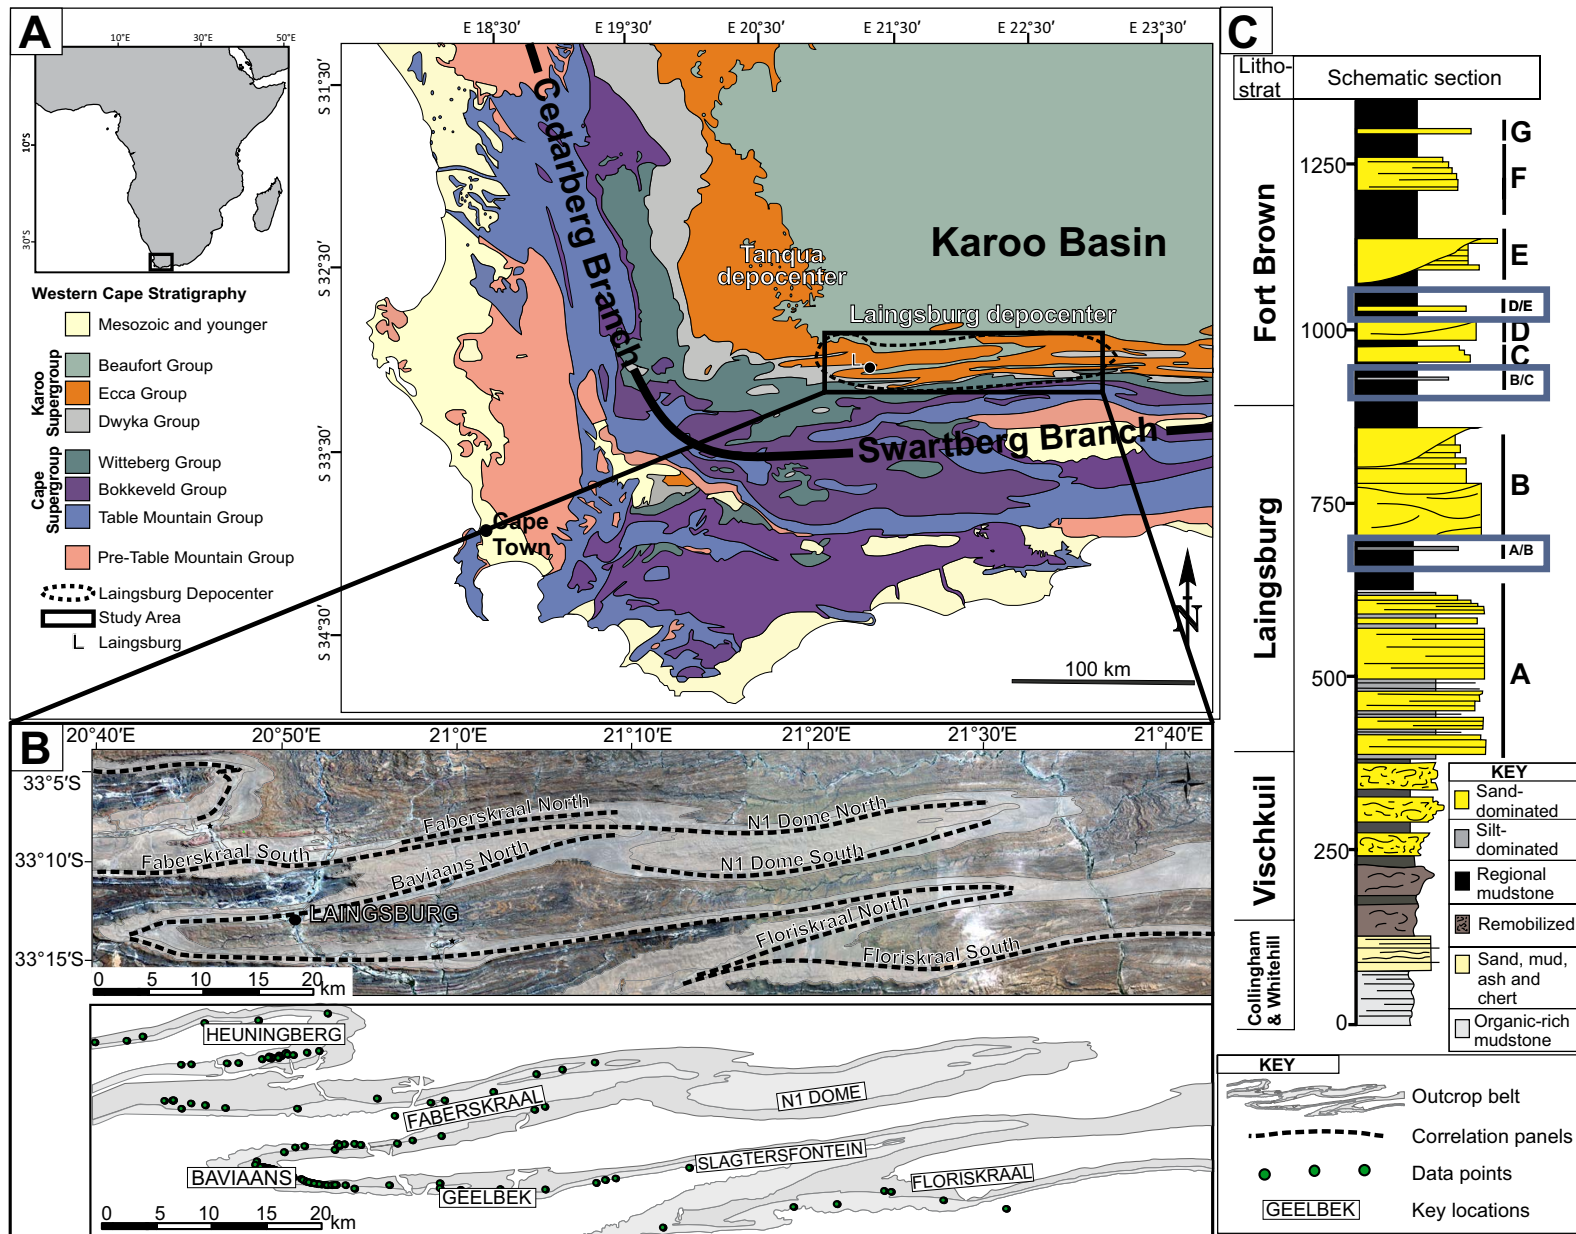 A
10°E
30°E
50°E
10°S
30°S
Western Cape Stratigraphy
Mesozoic and younger
Karoo
Supergroup
Beaufort Group
Ecca Group
Dwyka Group
Cape
Supergroup
Witteberg Group
Bokkeveld Group
Table Mountain Group
Pre-Table Mountain Group
Laingsburg Depocenter
Study Area
L Laingsburg
E 18°30′
E 19°30′
E 20°30′
E 21°30′
E 22°30′
E 23°30′
S 31°30′
S 32°30′
S 33°30′
S 34°30′
Cedarberg Branch
Karoo Basin
Tanqua
depocenter
Laingsburg depocenter
L
Swartberg Branch
Cape
Town
N
100 km
B
20°40′E
20°50′E
21°0′E
21°10′E
21°20′E
21°30′E
21°40′E
33°5′S
33°10′S
33°15′S
Faberskraal North
N1 Dome North
Faberskraal South
Baviaans North
N1 Dome South
LAINGSBURG
Floriskraal North
Floriskraal South
0 5 10 15 20 km
HEUNINGBERG
FABERSKRAAL
N1 DOME
BAVIAANS
GEELBEK
SLAGTERSFONTEIN
FLORISKRAAL
0 5 10 15 20 km
C
Litho-
strat
Schematic section
Fort Brown
Laingsburg
Vischkuil
Collingham
& Whitehill
1250
1000
750
500
250
0
G
F
E
D/E
D
C
B/C
B
A/B
A
KEY
Sand-
dominated
Silt-
dominated
Regional
mudstone
Remobilized
Sand, mud,
ash and
chert
Organic-rich
mudstone
KEY
Outcrop belt
Correlation panels
Data points
GEELBEK Key locations